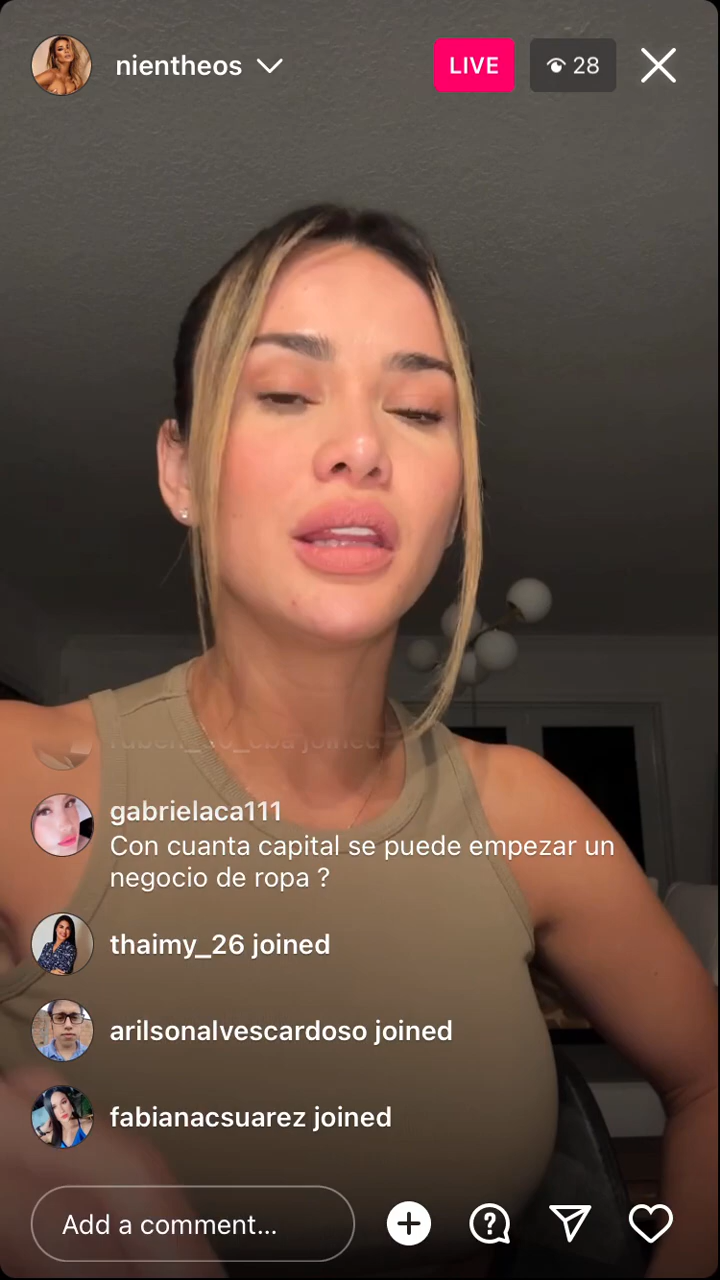 nientheos
LIVE
28
joined
gabrielaca111
Con cuanta capital se puede empezar un
negocio de ropa ?
thaimy_26 joined
arilsonalvescardoso joined
fabianacsuarez joined
Add a comment...